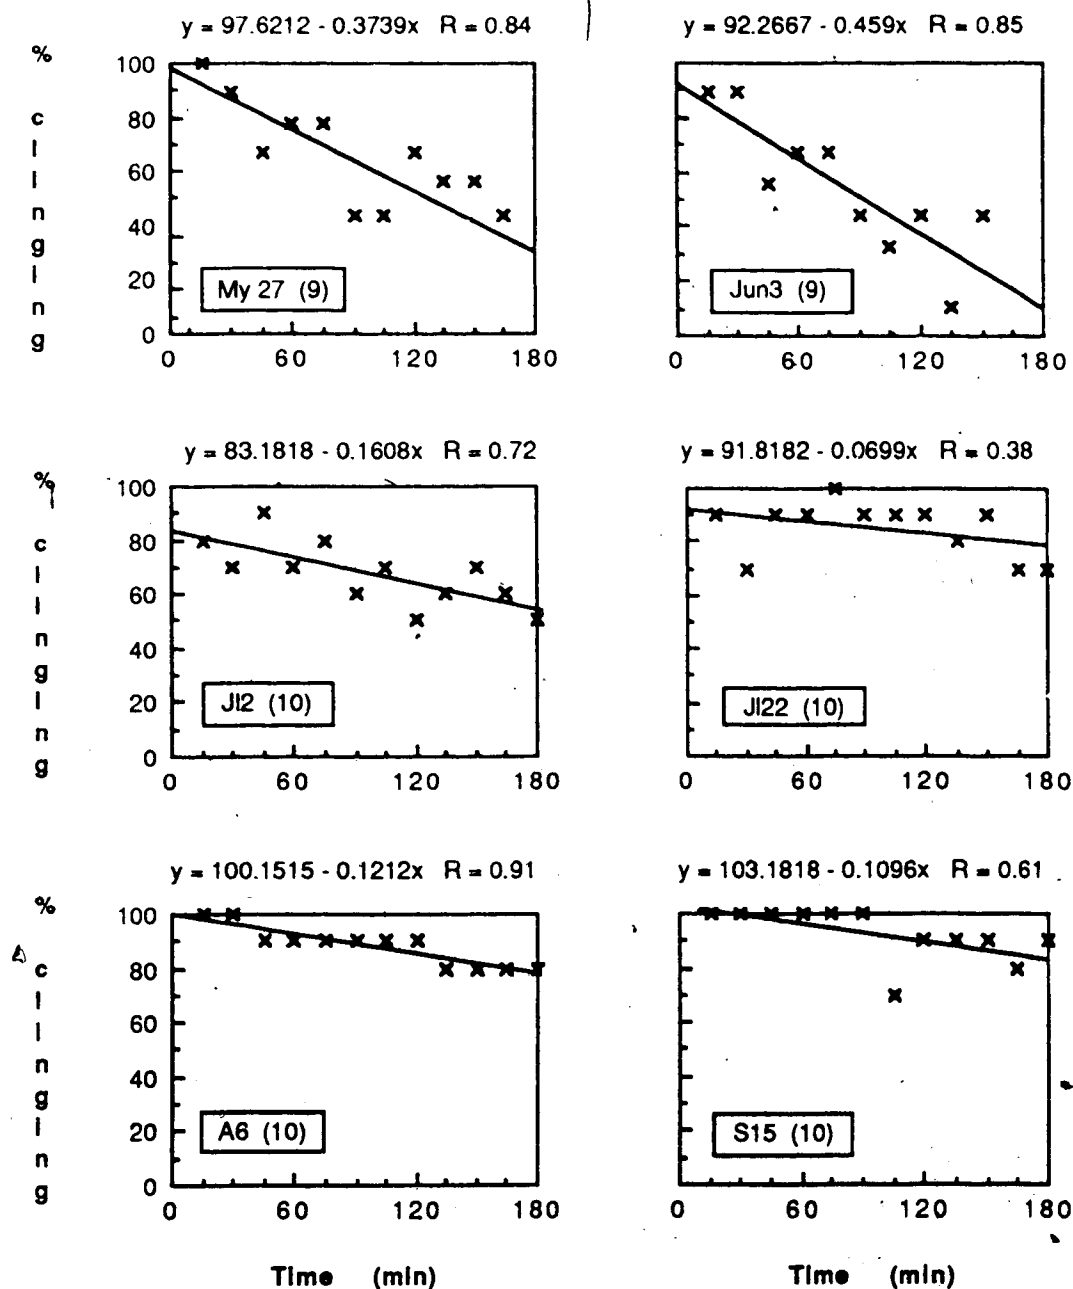 y = 97.6212 - 0.3739x R = 0.84
y = 92.2667 - 0.459x R = 0.85
% clinging
100
80
60
40
20
0
My 27 (9)
Jun3 (9)
0 60 120 180
0 60 120 180
y = 83.1818 - 0.1608x R = 0.72
y = 91.8182 - 0.0699x R = 0.38
% clinging
100
80
60
40
20
0
Jl2 (10)
Jl22 (10)
0 60 120 180
0 60 120 180
y = 100.1515 - 0.1212x R = 0.91
y = 103.1818 - 0.1096x R = 0.61
% clinging
100
80
60
40
20
0
A6 (10)
S15 (10)
0 60 120 180
0 60 120 180
Time (min)
Time (min)